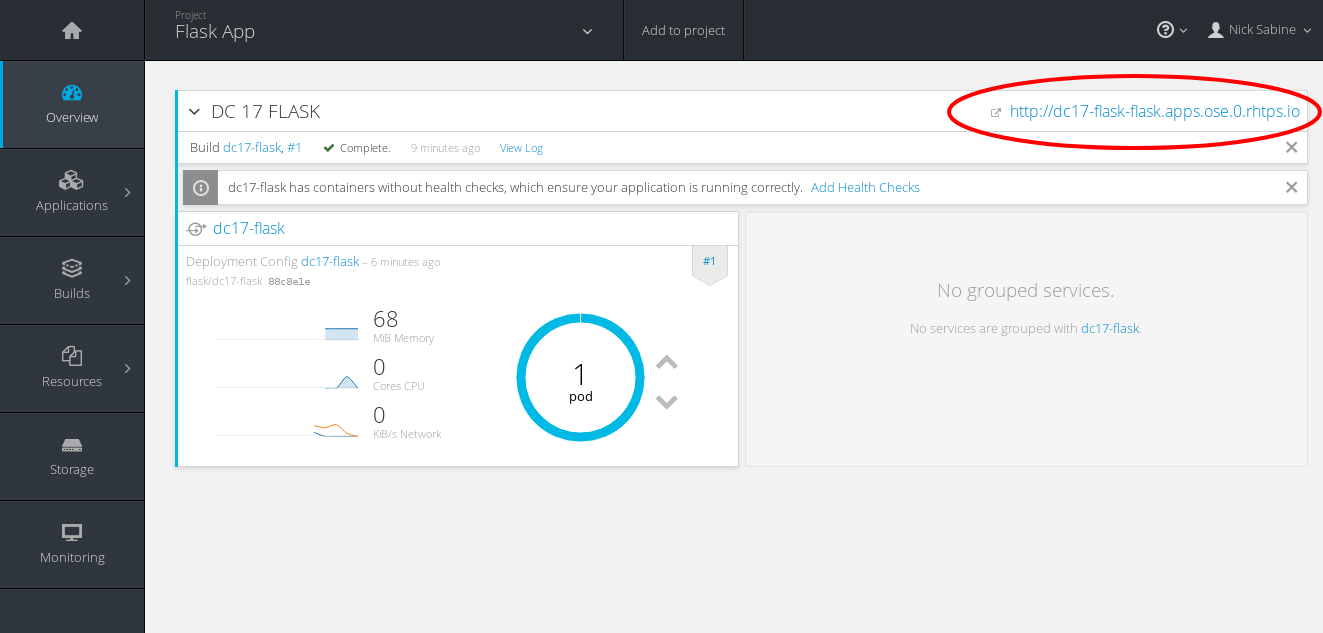 Project
Flask App
Add to project
Nick Sabine
Overview
Applications
Builds
Resources
Storage
Monitoring
DC 17 FLASK
http://dc17-flask-flask.apps.ose.0.rhtps.io
Build dc17-flask, #1 Complete. 9 minutes ago View Log
dc17-flask has containers without health checks, which ensure your application is running correctly. Add Health Checks
dc17-flask
Deployment Config dc17-flask – 6 minutes ago
#1
flask/dc17-flask 88c8e1e
68
MiB Memory
0
Cores CPU
0
KiB/s Network
1
pod
No grouped services.
No services are grouped with dc17-flask.